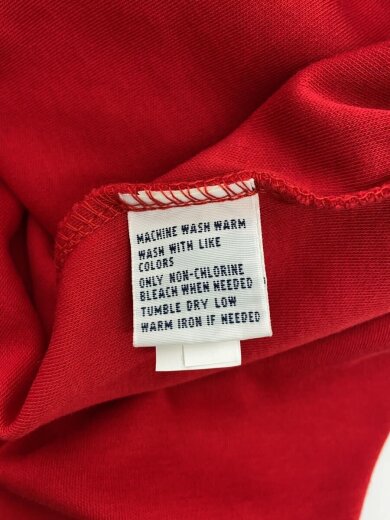 MACHINE WASH WARM
WASH WITH LIKE
COLORS
ONLY NON-CHLORINE
BLEACH WHEN NEEDED
TUMBLE DRY LOW
WARM IRON IF NEEDED